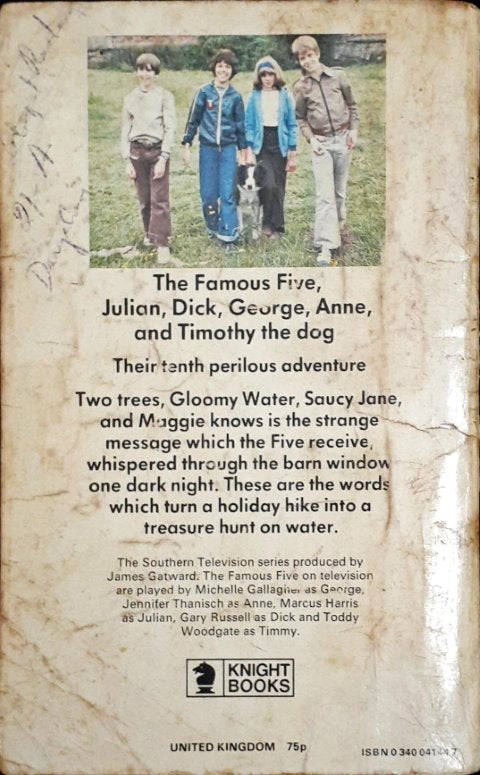 21-A
The Famous Five,
Julian, Dick, George, Anne,
and Timothy the dog
Their tenth perilous adventure
Two trees, Gloomy Water, Saucy Jane,
and Maggie knows is the strange
message which the Five receive,
whispered through the barn window
one dark night. These are the words
which turn a holiday hike into a
treasure hunt on water.
The Southern Television series produced by
James Gatward. The Famous Five on television
are played by Michelle Gallagher as George,
Jennifer Thanisch as Anne, Marcus Harris
as Julian, Gary Russell as Dick and Toddy
Woodgate as Timmy.
KNIGHT
BOOKS
UNITED KINGDOM 75p
ISBN 0 340